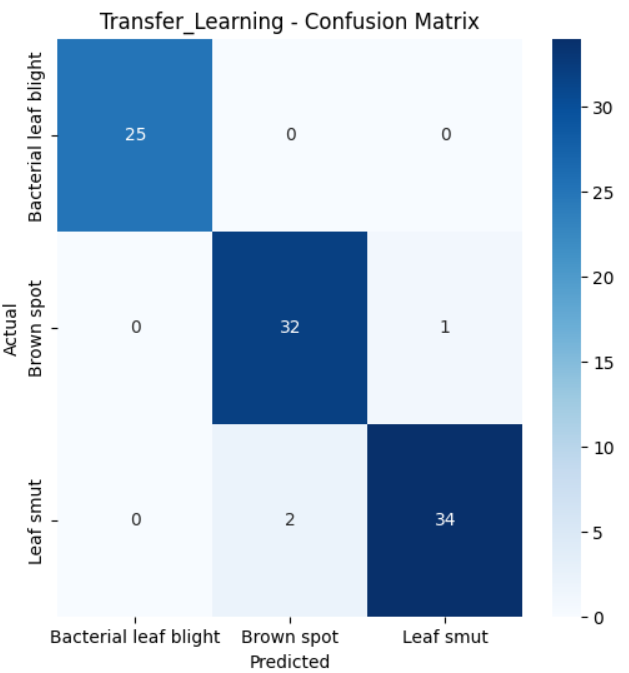 Transfer_Learning - Confusion Matrix
Bacterial leaf blight
25 0 0
Brown spot
0 32 1
Leaf smut
0 2 34
Actual
Bacterial leaf blight Brown spot Leaf smut
Predicted
30
25
20
15
10
5
0